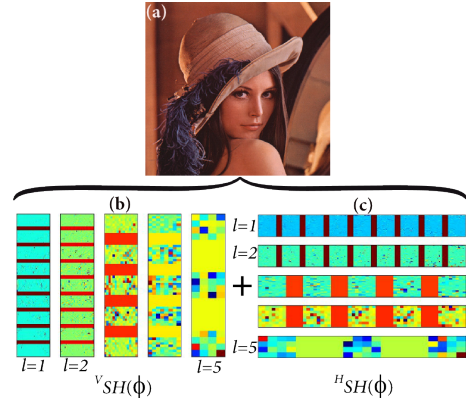 (a)
(b)
(c)
l=1
l=2
l=5
+
l=1
l=2
l=5
VSH(ϕ)
HSH(ϕ)